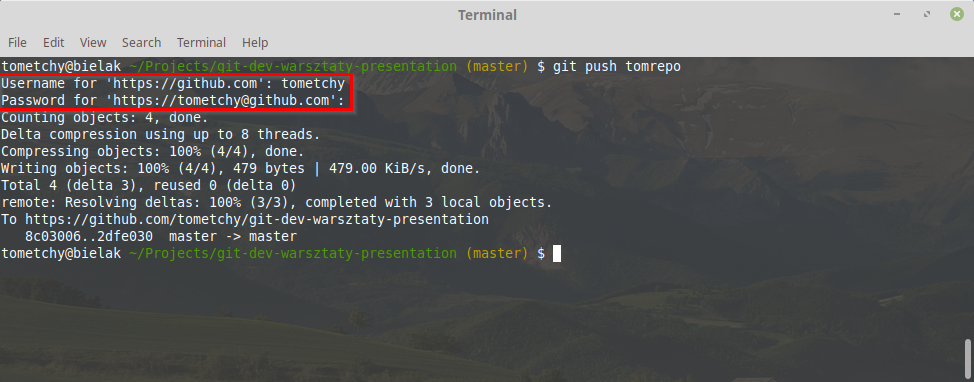 Terminal
File Edit View Search Terminal Help
tometchy@bielak ~/Projects/git-dev-warsztaty-presentation (master) $ git push tomrepo
Username for 'https://github.com': tometchy
Password for 'https://tometchy@github.com':
Counting objects: 4, done.
Delta compression using up to 8 threads.
Compressing objects: 100% (4/4), done.
Writing objects: 100% (4/4), 479 bytes | 479.00 KiB/s, done.
Total 4 (delta 3), reused 0 (delta 0)
remote: Resolving deltas: 100% (3/3), completed with 3 local objects.
To https://github.com/tometchy/git-dev-warsztaty-presentation
   8c03006..2dfe030  master -> master
tometchy@bielak ~/Projects/git-dev-warsztaty-presentation (master) $